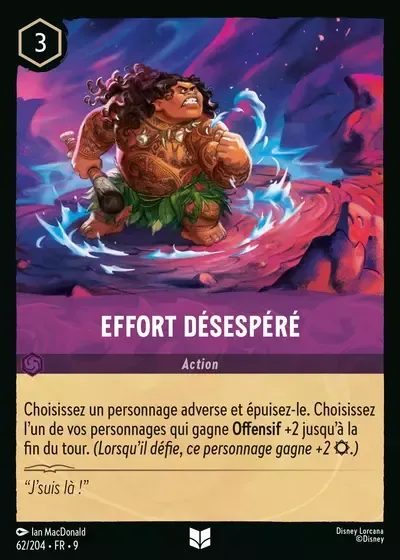 3
EFFORT DÉSESPÉRÉ
Action
Choisissez un personnage adverse et épuisez-le. Choisissez
l'un de vos personnages qui gagne Offensif +2 jusqu'à la
fin du tour. (Lorsqu'il défie, ce personnage gagne +2 .)
“J'suis là !”
Ian MacDonald
62/204 • FR • 9
Disney Lorcana
©Disney